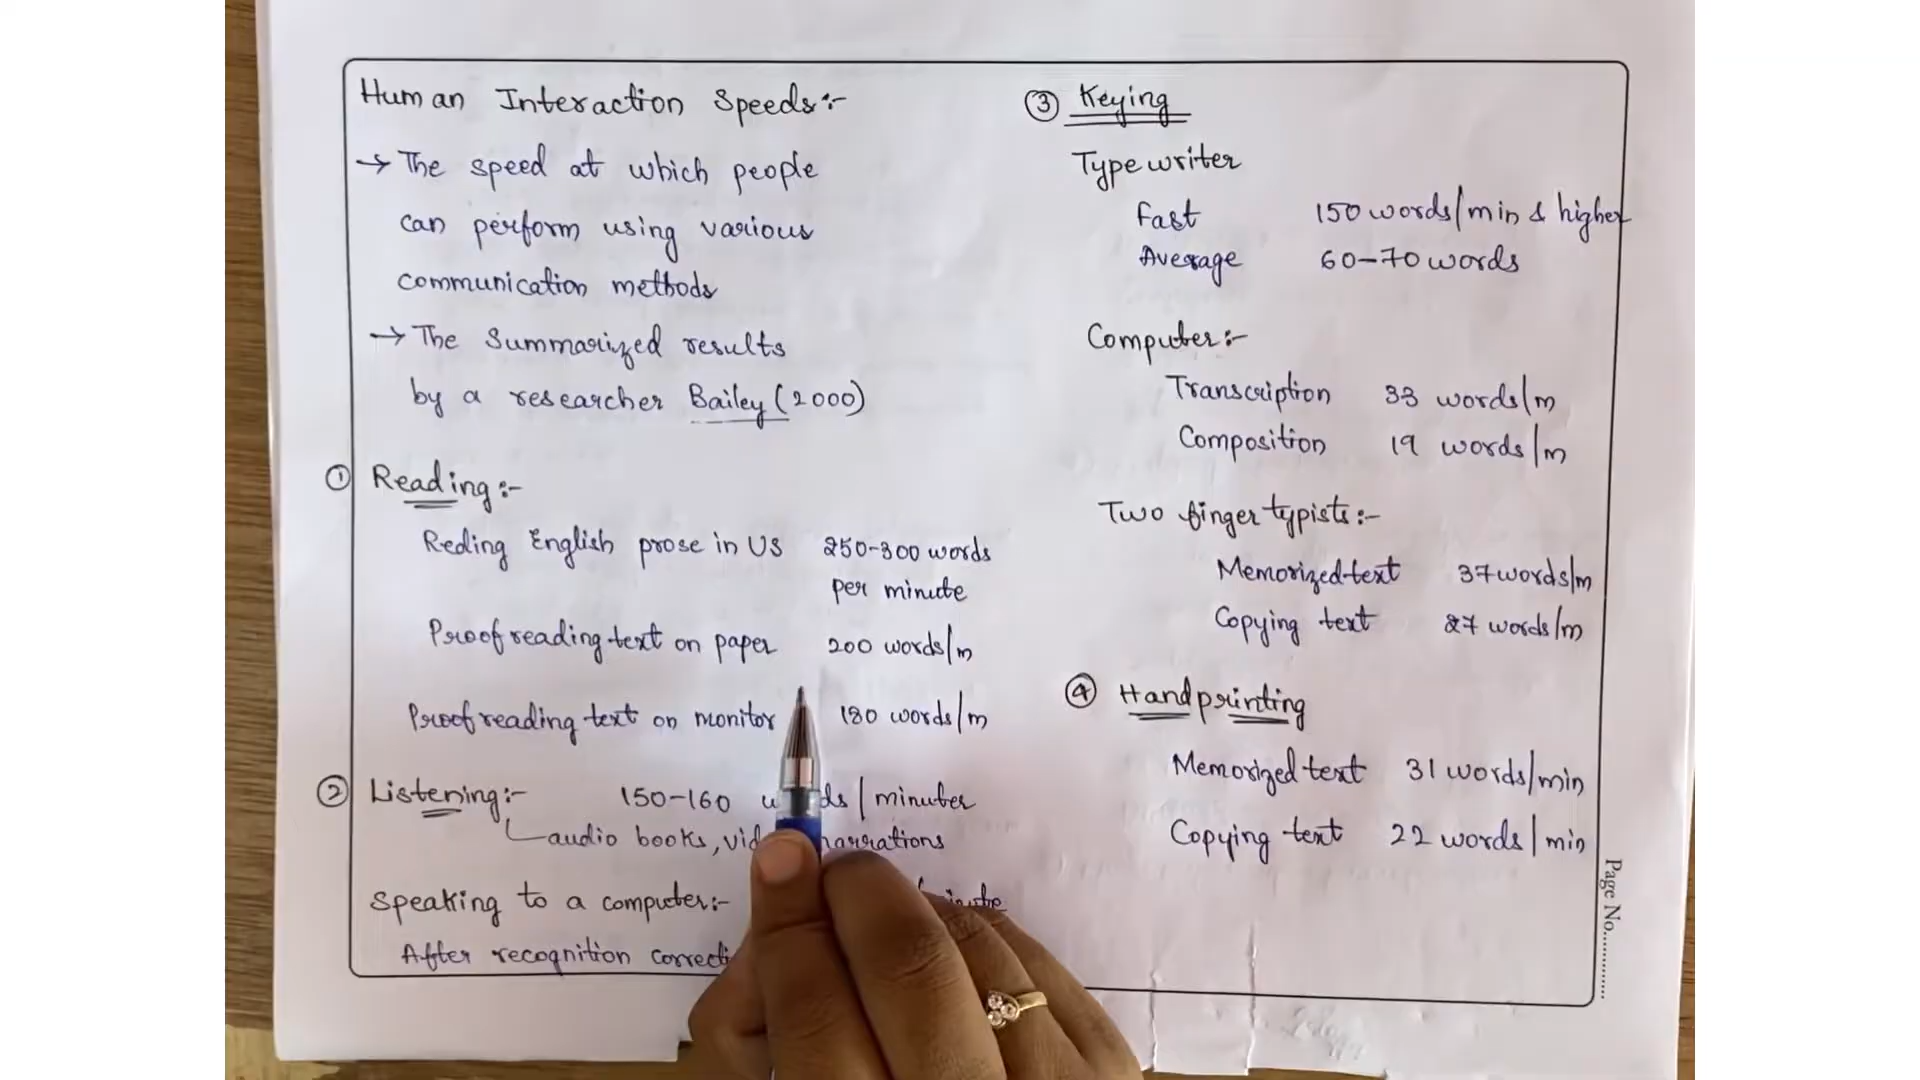 Human Interaction Speeds:-
→ The speed at which people
can perform using various
communication methods
→ The Summarized results
by a researcher Bailey (2000)
① Reading:-
Reding English prose in US 250-300 words
per minute
Proof reading text on paper 200 words/m
Proof reading text on monitor 180 words/m
② Listening:- 150-160 words/minuter
audio books, narrations
Speaking to a computer:-
After recognition
③ Keying
Typewriter
Fast 150 words/min & higher
Average 60-70 words
Computer:-
Transcription 33 words/m
Composition 19 words/m
Two finger typists:-
Memorized text 37 words/m
Copying text 27 words/m
④ Handprinting
Memorized text 31 words/min
Copying text 22 words/min
Page No.............